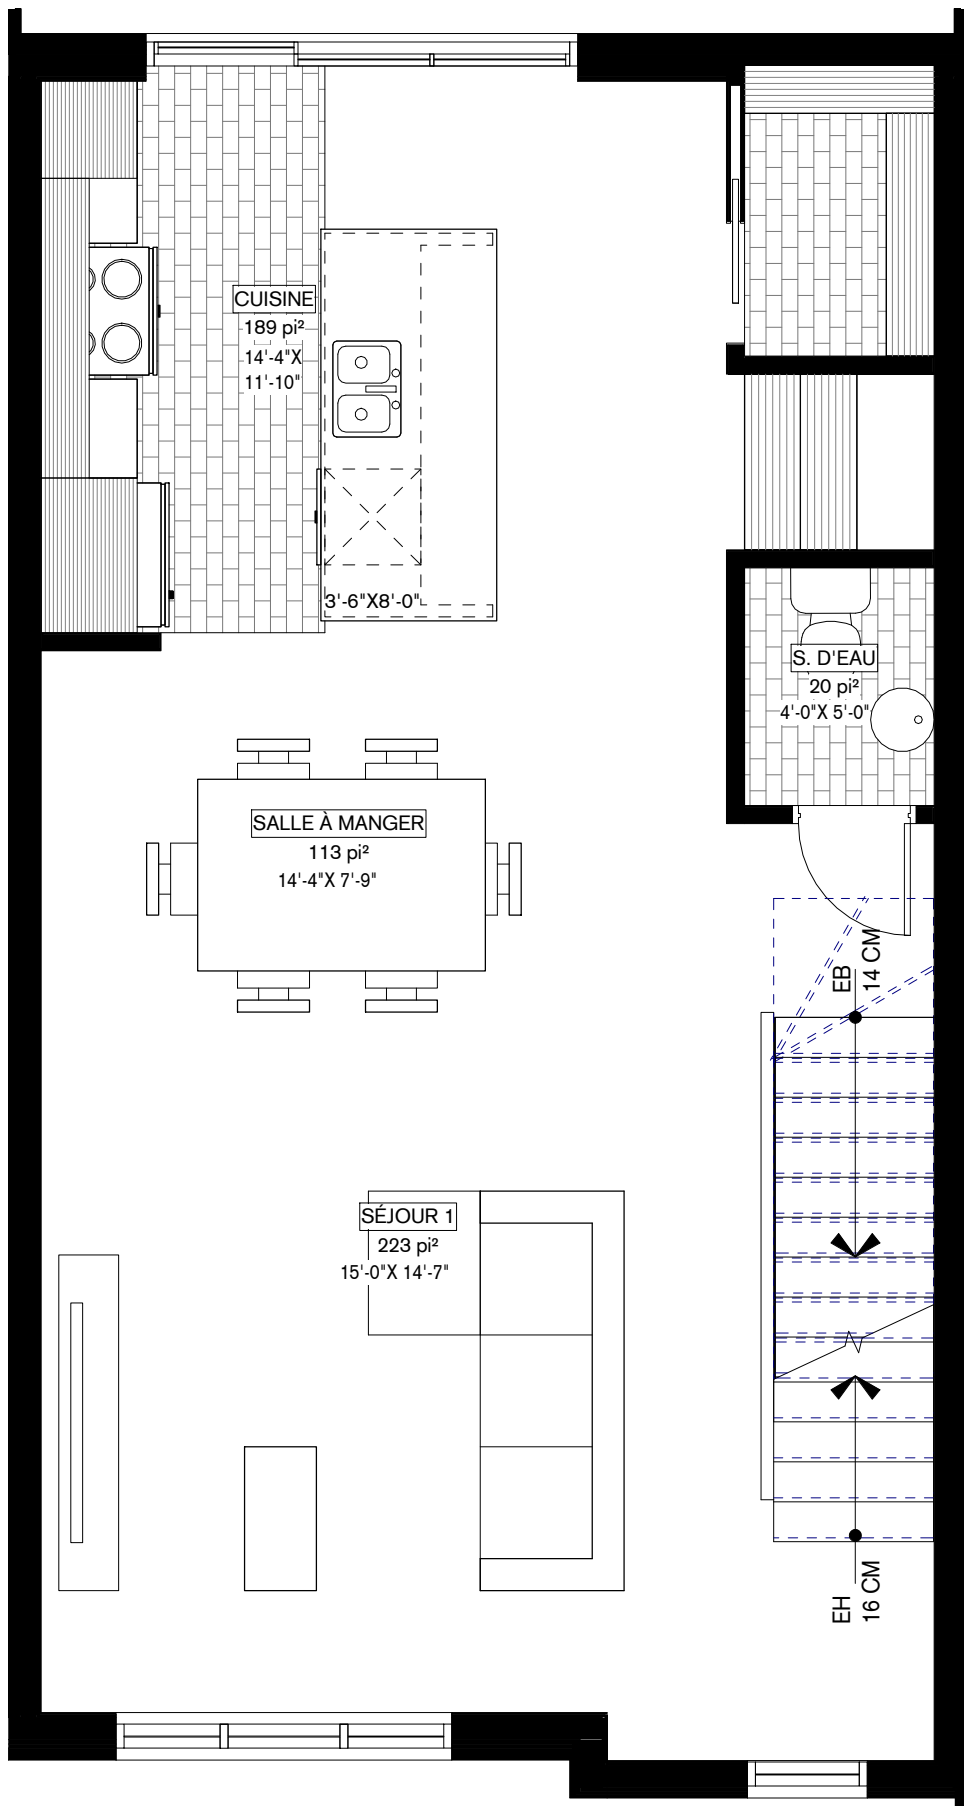 CUISINE
189 pi²
14'-4"X
11'-10"
3'-6"X8'-0"
S. D'EAU
20 pi²
4'-0"X 5'-0"
SALLE À MANGER
113 pi²
14'-4"X 7'-9"
EB
14 CM
SÉJOUR 1
223 pi²
15'-0"X 14'-7"
EH
16 CM